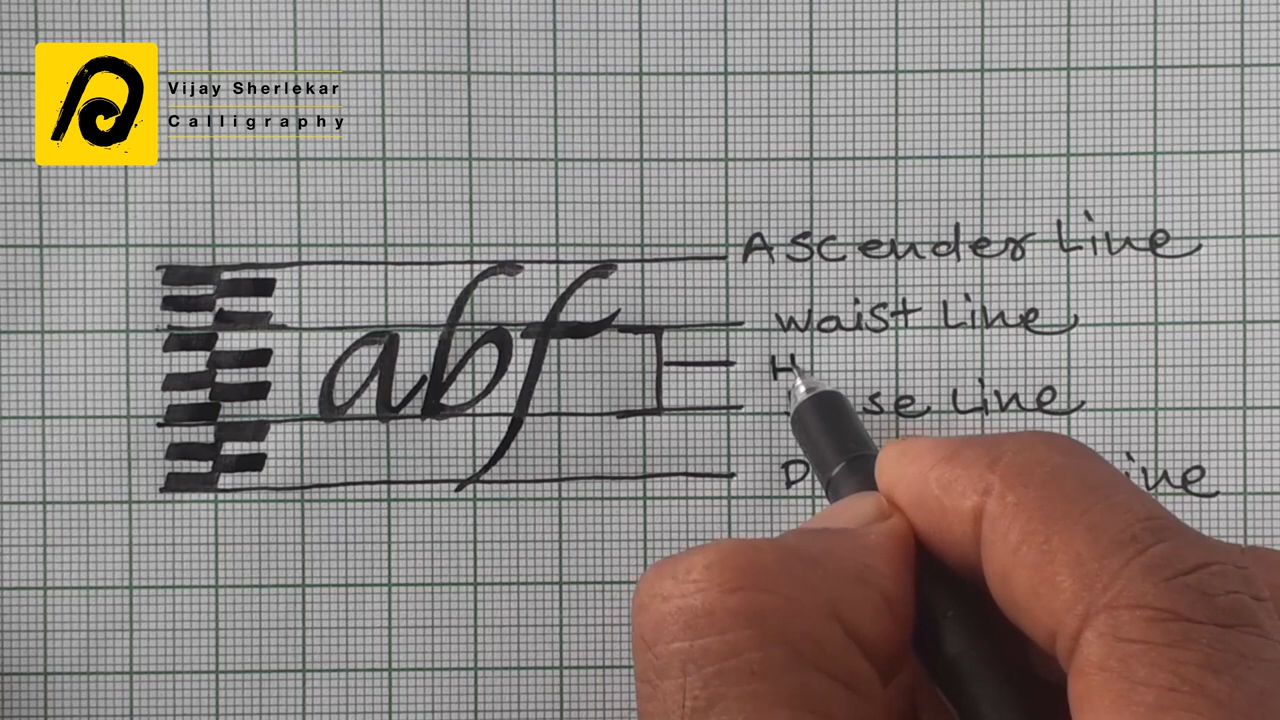 Vijay Sherlekar
Calligraphy
Ascender Line
Waist Line
abf
H
se Line
D
ine